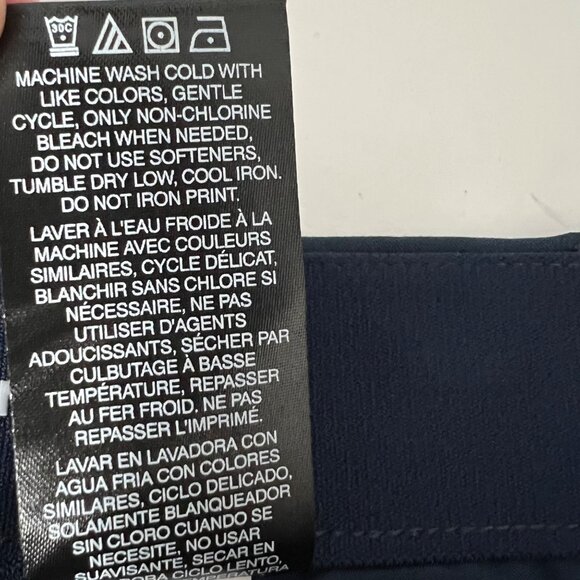 30C
MACHINE WASH COLD WITH
LIKE COLORS, GENTLE
CYCLE, ONLY NON-CHLORINE
BLEACH WHEN NEEDED,
DO NOT USE SOFTENERS,
TUMBLE DRY LOW, COOL IRON.
DO NOT IRON PRINT.
LAVER À L'EAU FROIDE À LA
MACHINE AVEC COULEURS
SIMILAIRES, CYCLE DÉLICAT,
BLANCHIR SANS CHLORE SI
NÉCESSAIRE, NE PAS
UTILISER D'AGENTS
ADOUCISSANTS, SÉCHER PAR
CULBUTAGE À BASSE
TEMPÉRATURE, REPASSER
AU FER FROID. NE PAS
REPASSER L'IMPRIMÉ.
LAVAR EN LAVADORA CON
AGUA FRIA CON COLORES
SIMILARES, CICLO DELICADO,
SOLAMENTE BLANQUEADOR
SIN CLORO CUANDO SE
NECESITE, NO USAR
SUAVISANTE, SECAR EN
CICLO LENTO,